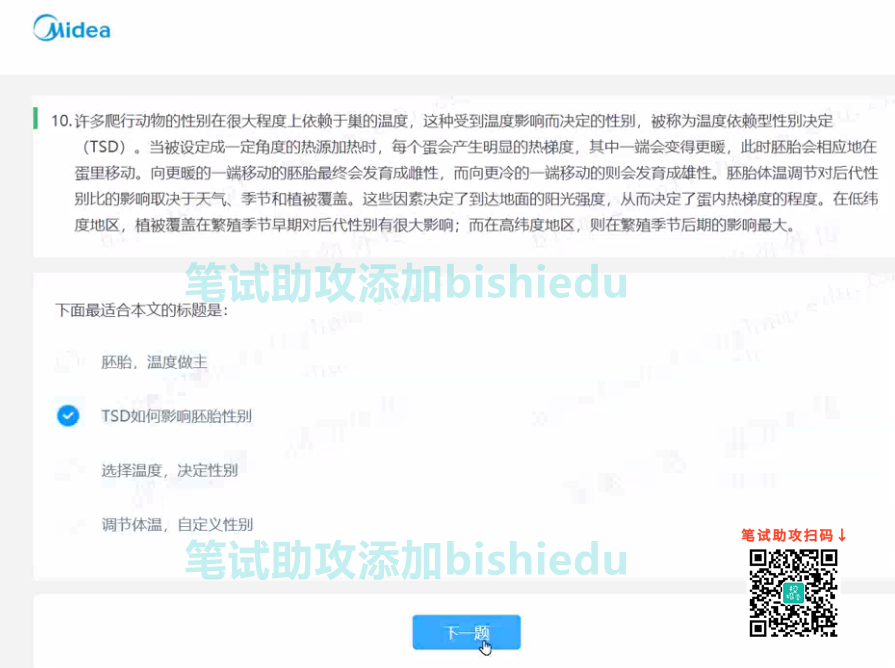 Midea
10. 许多爬行动物的性别在很大程度上依赖于巢的温度，这种受到温度影响而决定的性别，被称为温度依赖型性别决定
（TSD）。当被设定成一定角度的热源加热时，每个蛋会产生明显的热梯度，其中一端会变得更暖，此时胚胎会相应地在
蛋里移动。向更暖的一端移动的胚胎最终会发育成雌性，而向更冷的一端移动的则会发育成雄性。胚胎体温调节对后代性
别比的影响取决于天气、季节和植被覆盖。这些因素决定了到达地面的阳光强度，从而决定了蛋内热梯度的程度。在低纬
度地区，植被覆盖在繁殖季节早期对后代性别有很大影响；而在高纬度地区，则在繁殖季节后期的影响最大。
笔试助攻添加bishiedu
下面最适合本文的标题是：
胚胎，温度做主
TSD如何影响胚胎性别
选择温度，决定性别
调节体温，自定义性别
笔试助攻扫码↓
笔试助攻添加bishiedu
下一题